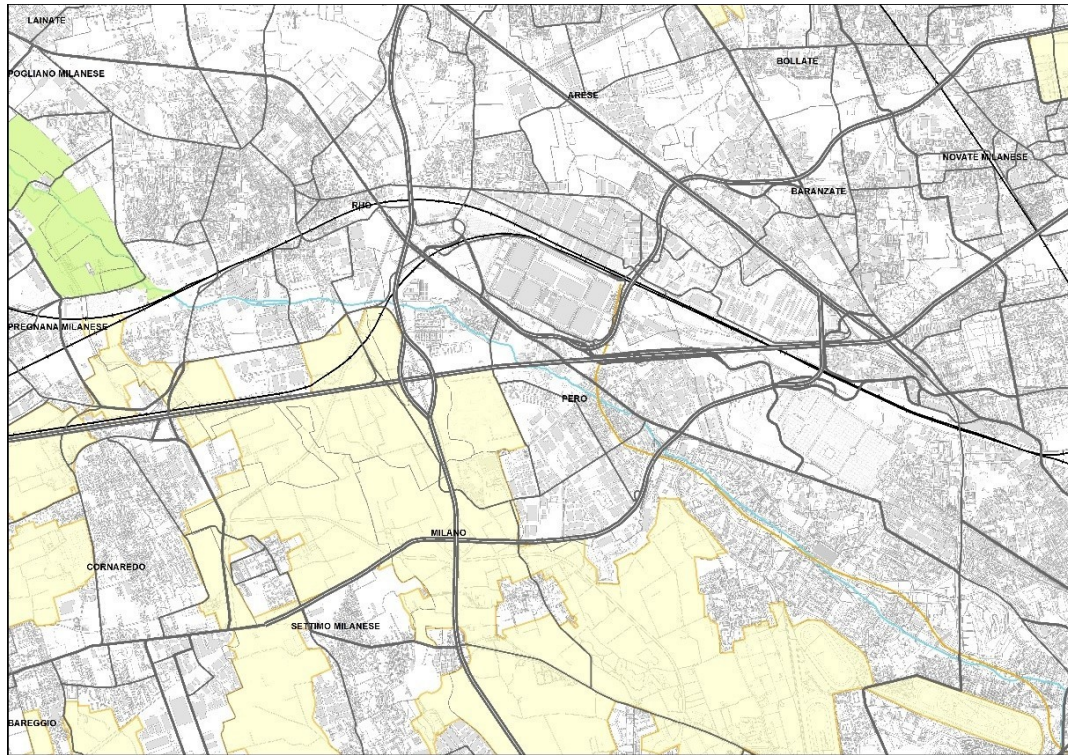 LAINATE
BOLLATE
POGLIANO MILANESE
ARESE
NOVATE MILANESE
BARANZATE
RHO
PREGNANA MILANESE
PERO
MILANO
CORNAREDO
SETTIMO MILANESE
BAREGGIO